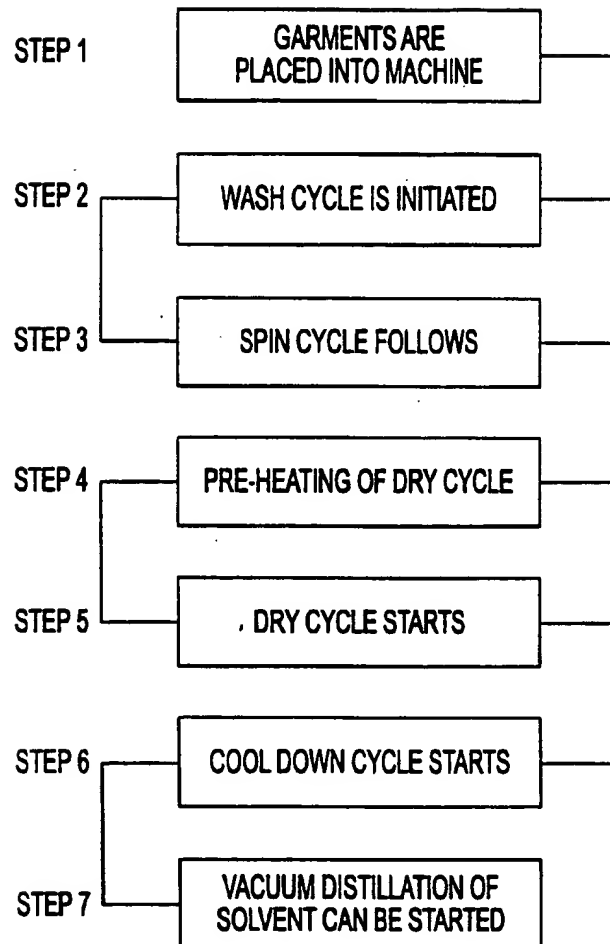 STEP 1
GARMENTS ARE
PLACED INTO MACHINE
STEP 2
WASH CYCLE IS INITIATED
STEP 3
SPIN CYCLE FOLLOWS
STEP 4
PRE-HEATING OF DRY CYCLE
STEP 5
DRY CYCLE STARTS
STEP 6
COOL DOWN CYCLE STARTS
STEP 7
VACUUM DISTILLATION OF
SOLVENT CAN BE STARTED